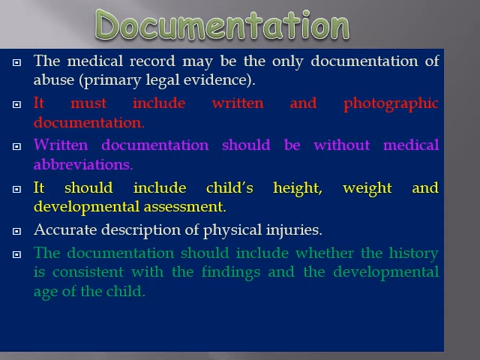 Documentation
The medical record may be the only documentation of
abuse (primary legal evidence).
It must include written and photographic
documentation.
Written documentation should be without medical
abbreviations.
It should include child's height, weight and
developmental assessment.
Accurate description of physical injuries.
The documentation should include whether the history
is consistent with the findings and the developmental
age of the child.